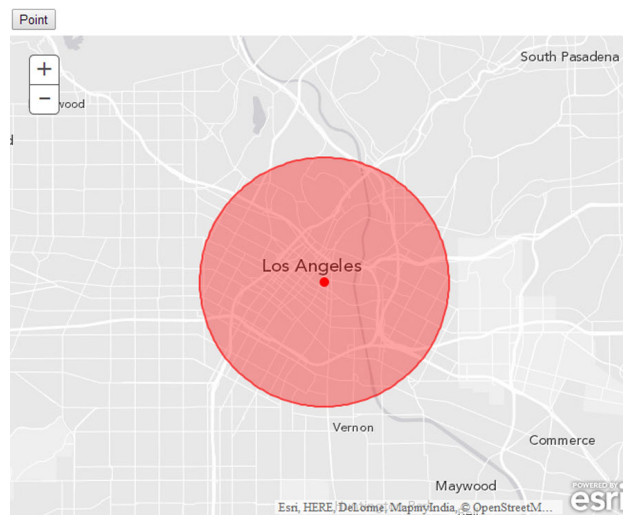 Point
South Pasadena
+
wood
−
d
Los Angeles
Vernon
Commerce
Maywood
POWERED BY
esri
Esri, HERE, DeLorme, MapmyIndia, © OpenStreetM...